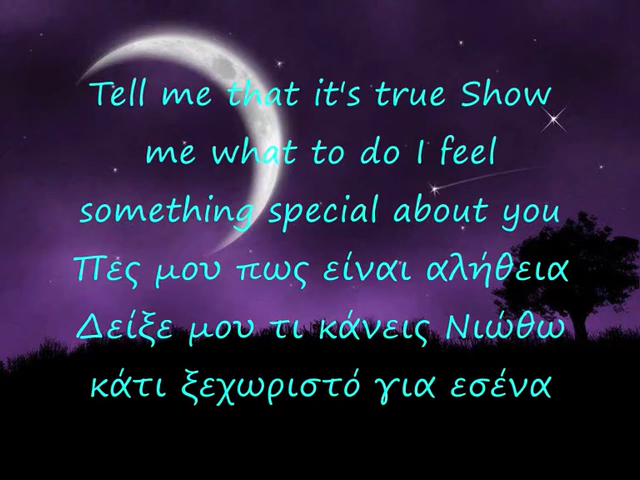 Tell me that it's true Show
me what to do I feel
something special about you
Πες μου πως είναι αλήθεια
Δείξε μου τι κάνεις Νιώθω
κάτι ξεχωριστό για εσένα